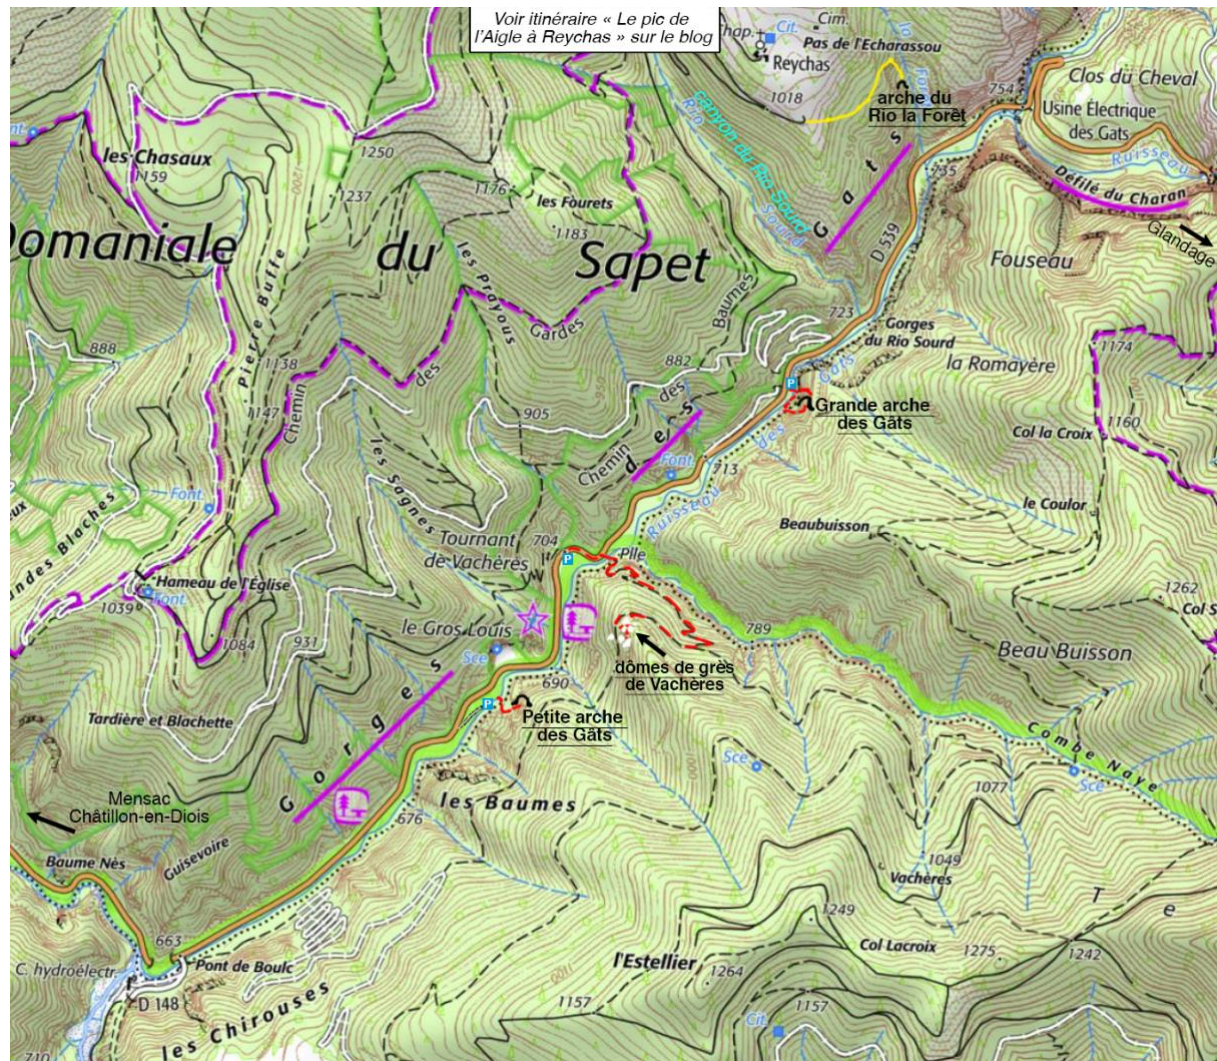 Voir itinéraire « Le pic de
l'Aigle à Reychas » sur le blog
Cim.
Cit.
Pas de l'Echarassou
Reychas
1018
arche du
Rio la Forêt
754
Clos du Cheval
Usine Électrique
des Gats
Ruisseau
735
Défilé du Charan
Glandage
canyon du Rio Sourd
Rio
Sourd
Gats
D 539
Fouseau
les Chasaux
1159
1250
1237
1176
les Fourets
1183
1200
Domaniale
du
Sapet
Pierre Buffe
les Prayous
Chemin
des
Gardes
Baumes
888
1138
1147
882
905
723
Gorges
du Rio Sourd
la Romayère
1174
1160
Col la Croix
Grande arche
des Gâts
Chemin
des
des
Font.
713
Ruisseau
des
Gats
le Coulor
Beaubuisson
1262
les Sagnes
Font.
Tournant
de Vachères
704
Plle
Hameau de l'Église
Font.
1039
1084
931
le Gros Louis
Sce
690
789
dômes de grès
de Vachères
Beau Buisson
Tardière et Blachette
Petite arche
des Gâts
Gorges
Combe Naye
Sce
Sce
1077
les Baumes
676
Mensac
Châtillon-en-Diois
Baume Nès
Guisevoire
1049
Vachères
1249
Te
663
Pont de Boulc
C. hydroélectr.
D 148
l'Estellier
1264
Col Lacroix
1275
1242
1157
1157
Cit.
les Chirouses
710